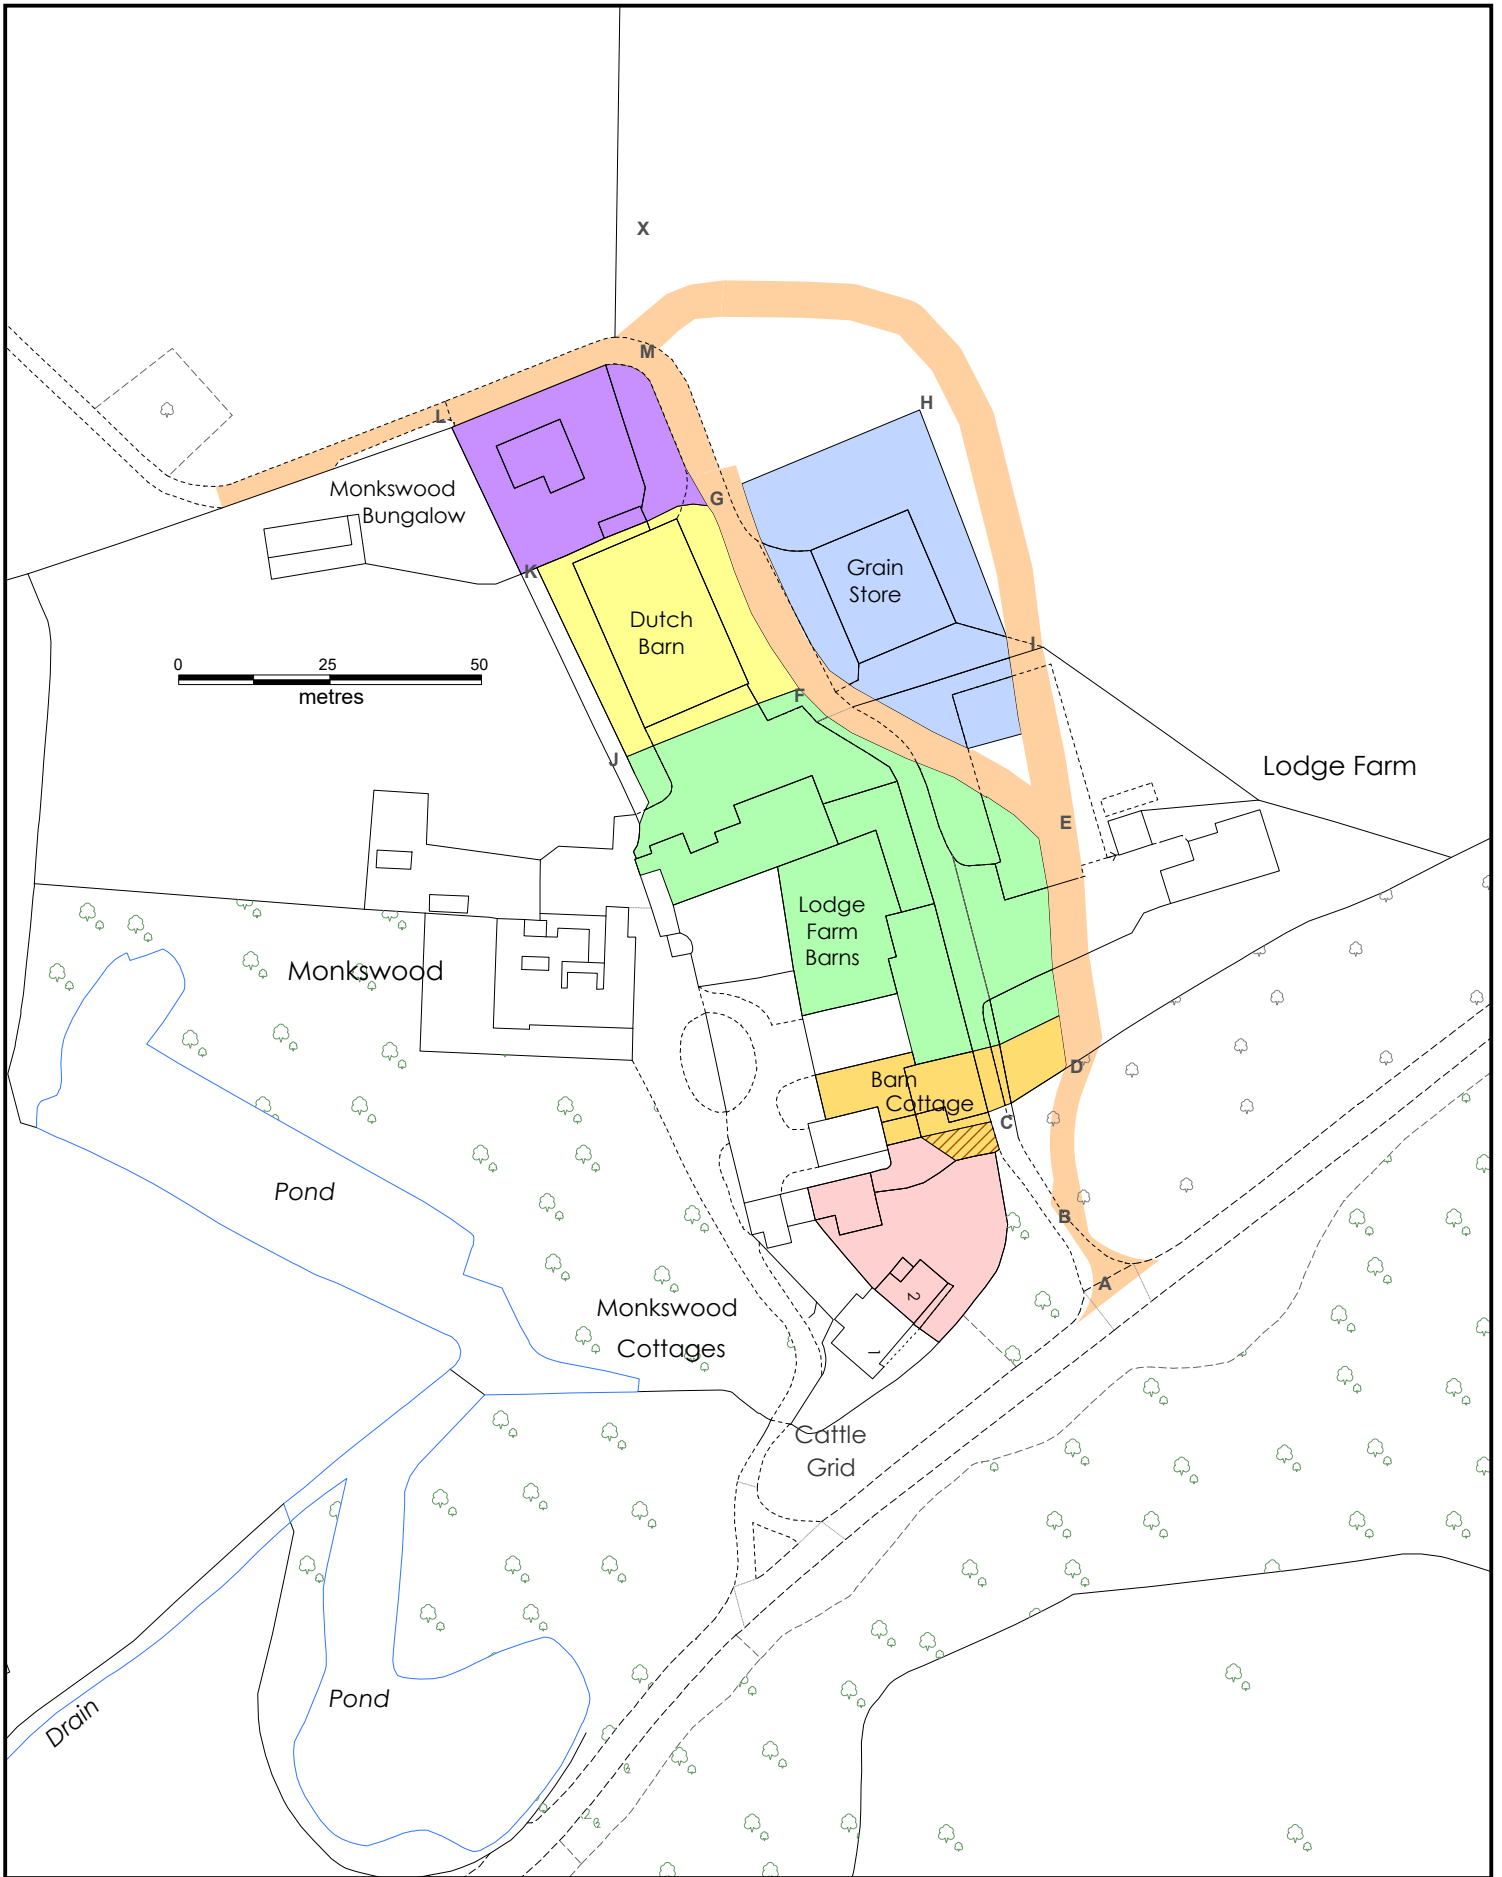 X
M
H
L
Monkswood
Bungalow
G
Grain
Store
K
Dutch
Barn
I
0 25 50
metres
F
J
Lodge Farm
E
Lodge
Farm
Barns
Monkswood
D
Barn
Cottage
C
Pond
B
A
2
Monkswood
Cottages
1
Cattle
Grid
Pond
Drain